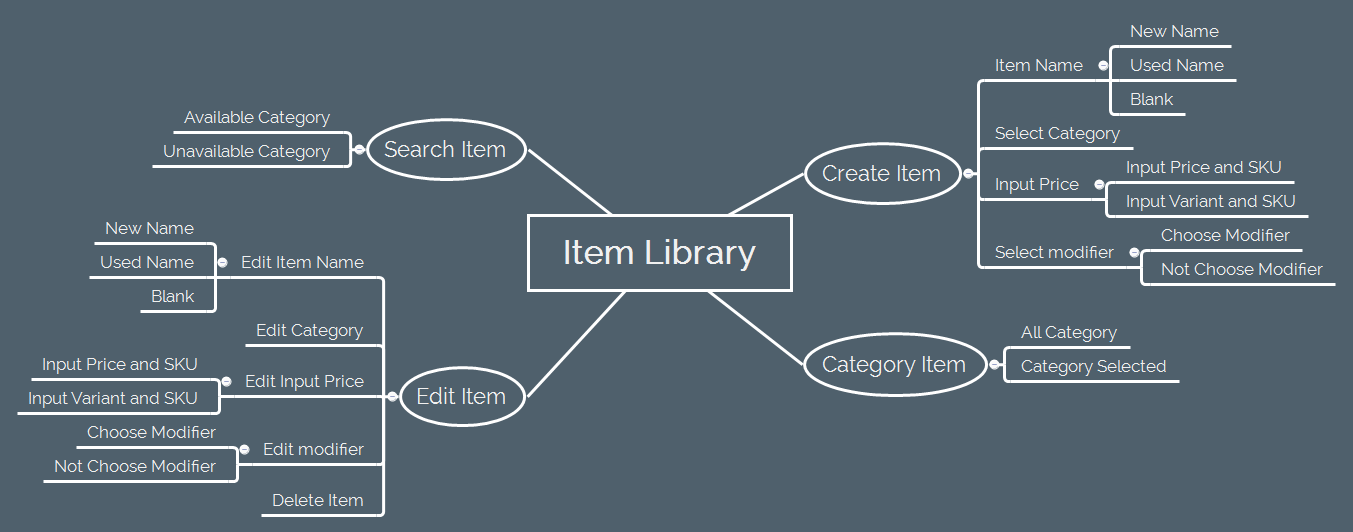 Item Library
Create Item
Item Name
New Name
Used Name
Blank
Select Category
Input Price
Input Price and SKU
Input Variant and SKU
Select modifier
Choose Modifier
Not Choose Modifier
Category Item
All Category
Category Selected
Search Item
Available Category
Unavailable Category
Edit Item
Edit Item Name
New Name
Used Name
Blank
Edit Category
Edit Input Price
Input Price and SKU
Input Variant and SKU
Edit modifier
Choose Modifier
Not Choose Modifier
Delete Item